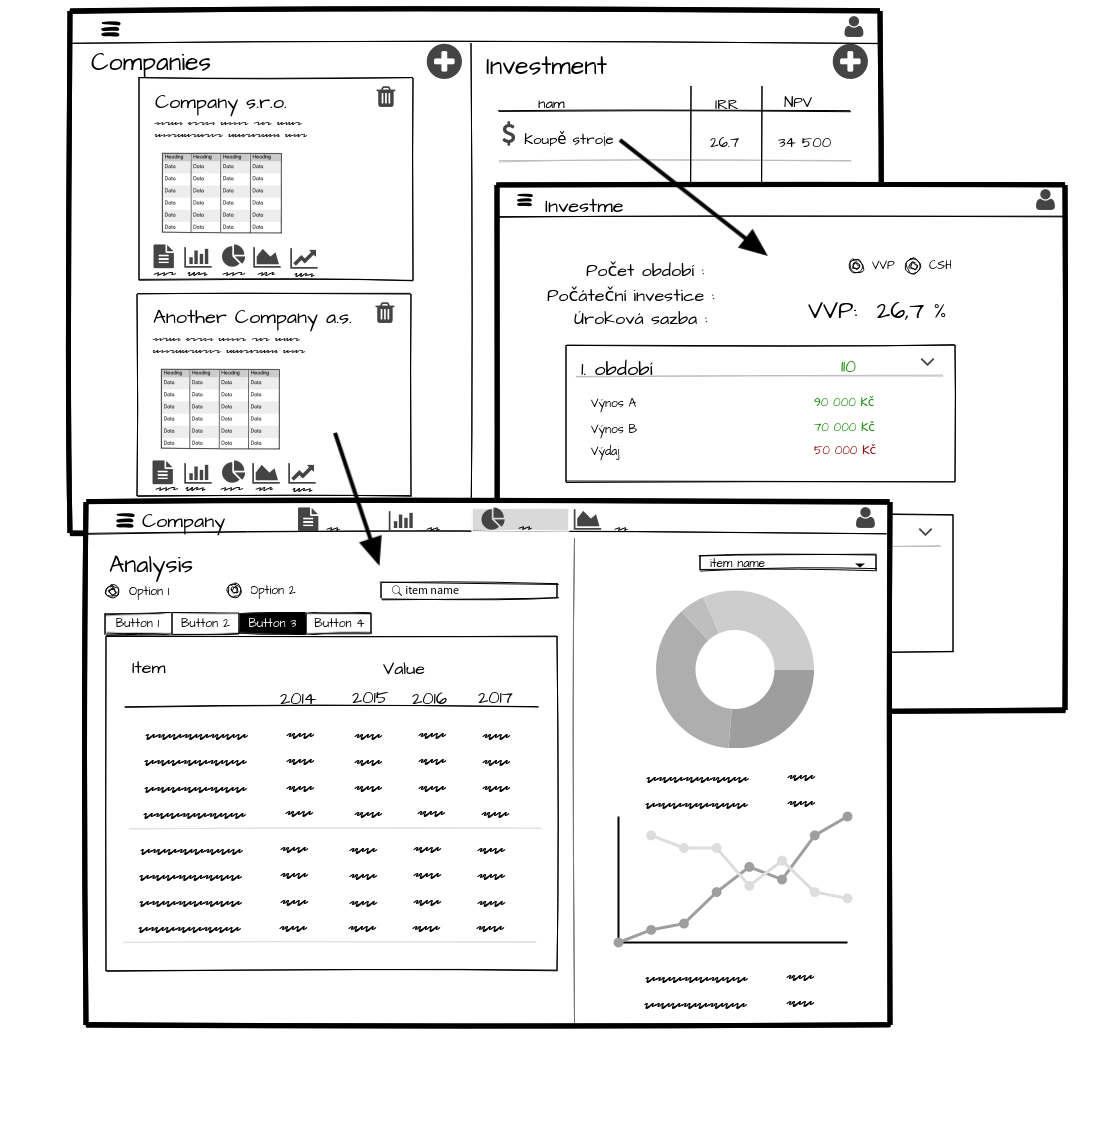 Companies
Company s.r.o.
Heading Heading Heading Heading
Data Data Data Data
Data Data Data Data
Data Data Data Data
Data Data Data Data
Data Data Data Data
Data Data Data Data
Another Company a.s.
Heading Heading Heading Heading
Data Data Data Data
Data Data Data Data
Data Data Data Data
Data Data Data Data
Data Data Data Data
Data Data Data Data
Investment
nam IRR NPV
$ Koupě stroje 26.7 34 500
Investme
Počet období :
VVP CSH
Počáteční investice :
Úroková sazba :
VVP: 26,7 %
1. období 110
Výnos A 90 000 Kč
Výnos B 70 000 Kč
Výdaj 50 000 Kč
Company
Analysis
Option 1 Option 2 item name
Button 1 Button 2 Button 3 Button 4
Item Value
2014 2015 2016 2017
item name